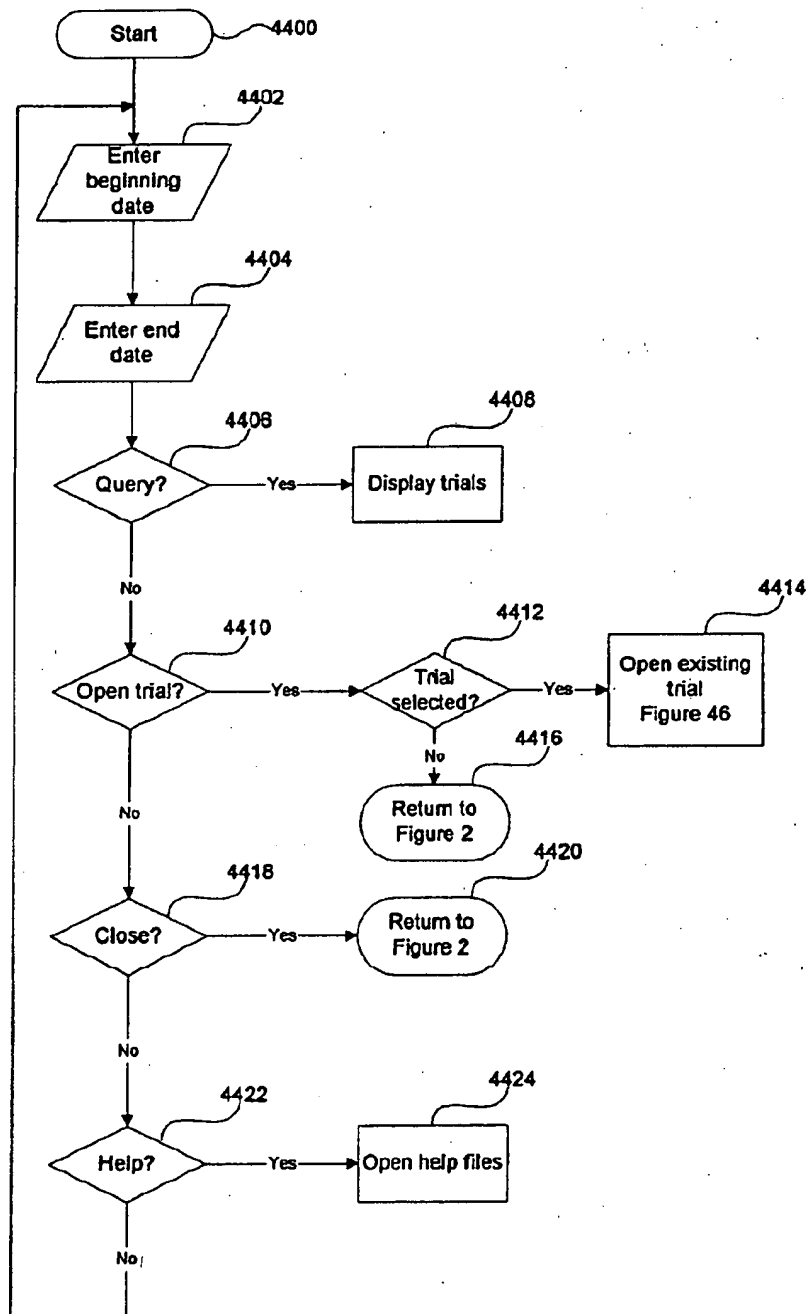 Start
4400
4402
Enter
beginning
date
4404
Enter end
date
4406
4408
Query?
Yes
Display trials
No
4410
4412
4414
Open trial?
Yes
Trial
selected?
Yes
Open existing
trial
Figure 46
No
4416
Return to
Figure 2
No
4418
4420
Close?
Yes
Return to
Figure 2
No
4422
4424
Help?
Yes
Open help files
No